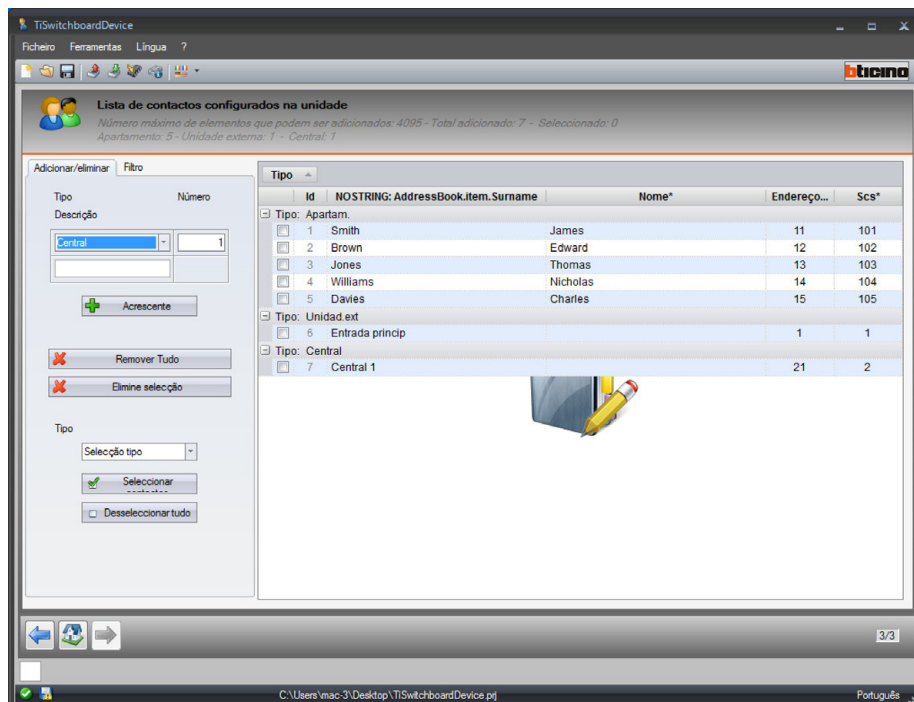 TiSwitchboardDevice
Ficheiro Ferramentas Língua ?
bticino
Lista de contactos configurados na unidade
Número máximo de elementos que podem ser adicionados: 4095 - Total adicionado: 7 - Seleccionado: 0
Apartamento: 5 - Unidade externa: 1 - Central: 1
Adicionar/eliminar Filtro
Tipo Número
Descrição
Central 1
Acrescente
Remover Tudo
Elimine selecção
Tipo
Selecção tipo
Seleccionar
Desseleccionar tudo
Tipo
Id NOSTRING: AddressBook.item.Surname Nome* Endereço... Scs*
Tipo: Apartam.
1 Smith James 11 101
2 Brown Edward 12 102
3 Jones Thomas 13 103
4 Williams Nicholas 14 104
5 Davies Charles 15 105
Tipo: Unidad.ext
6 Entrada princip 1 1
Tipo: Central
7 Central 1 21 2
3/3
C:\Users\mac-3\Desktop\TiSwitchboardDevice.prj Português